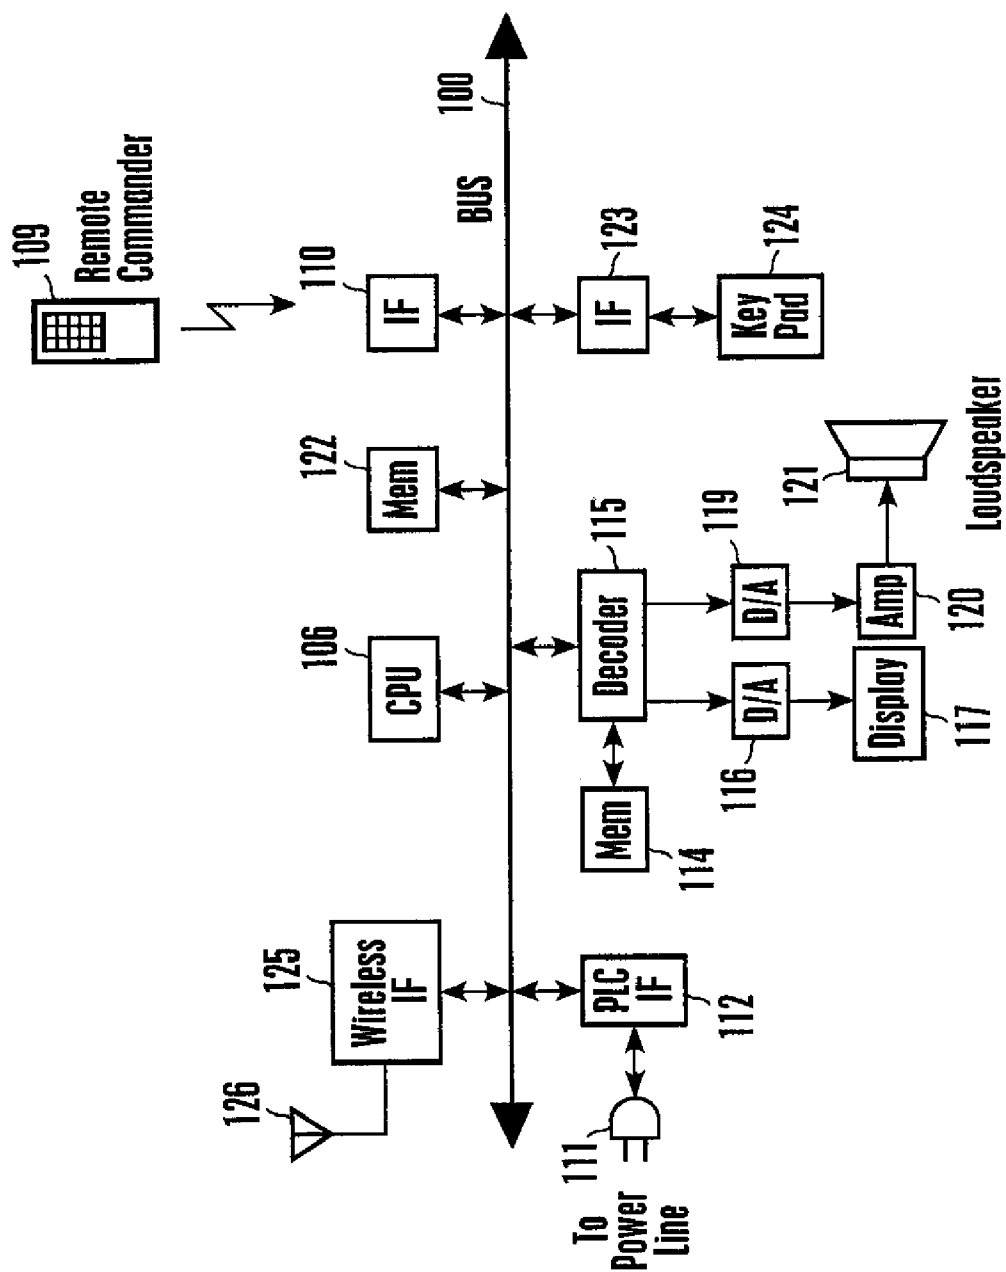 126
125
Wireless
IF
106
CPU
122
Mem
110
IF
109
Remote
Commander
BUS
100
To
Power
Line
111
PLC
IF
112
Mem
114
Decoder
115
D/A
116
Display
117
D/A
119
Amp
120
121
Loudspeaker
IF
123
Key
Pad
124